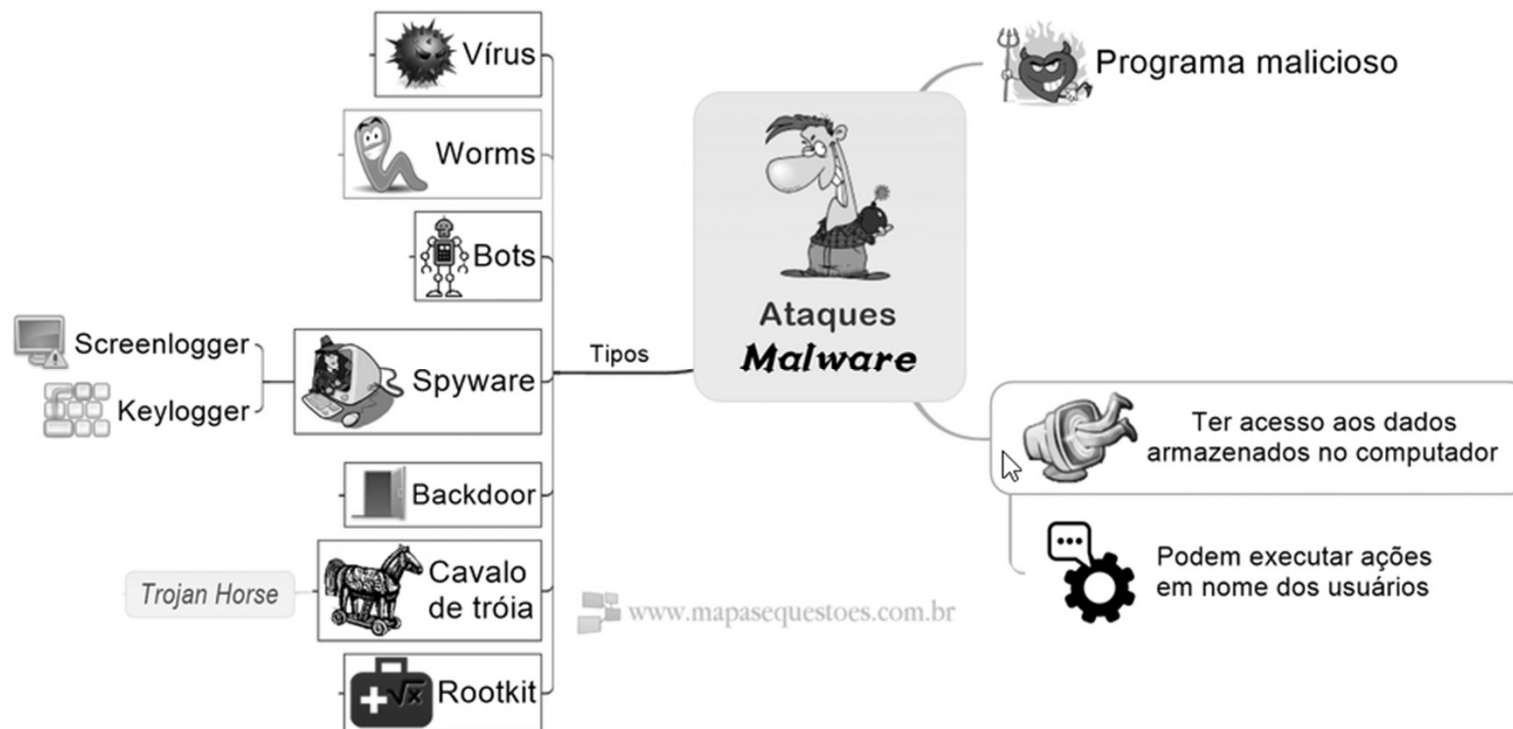 Vírus
Worms
Bots
Screenlogger
Keylogger
Spyware
Backdoor
Trojan Horse
Cavalo
de tróia
Rootkit
Tipos
Ataques
Malware
Programa malicioso
Ter acesso aos dados
armazenados no computador
Podem executar ações
em nome dos usuários
www.mapasequestoes.com.br